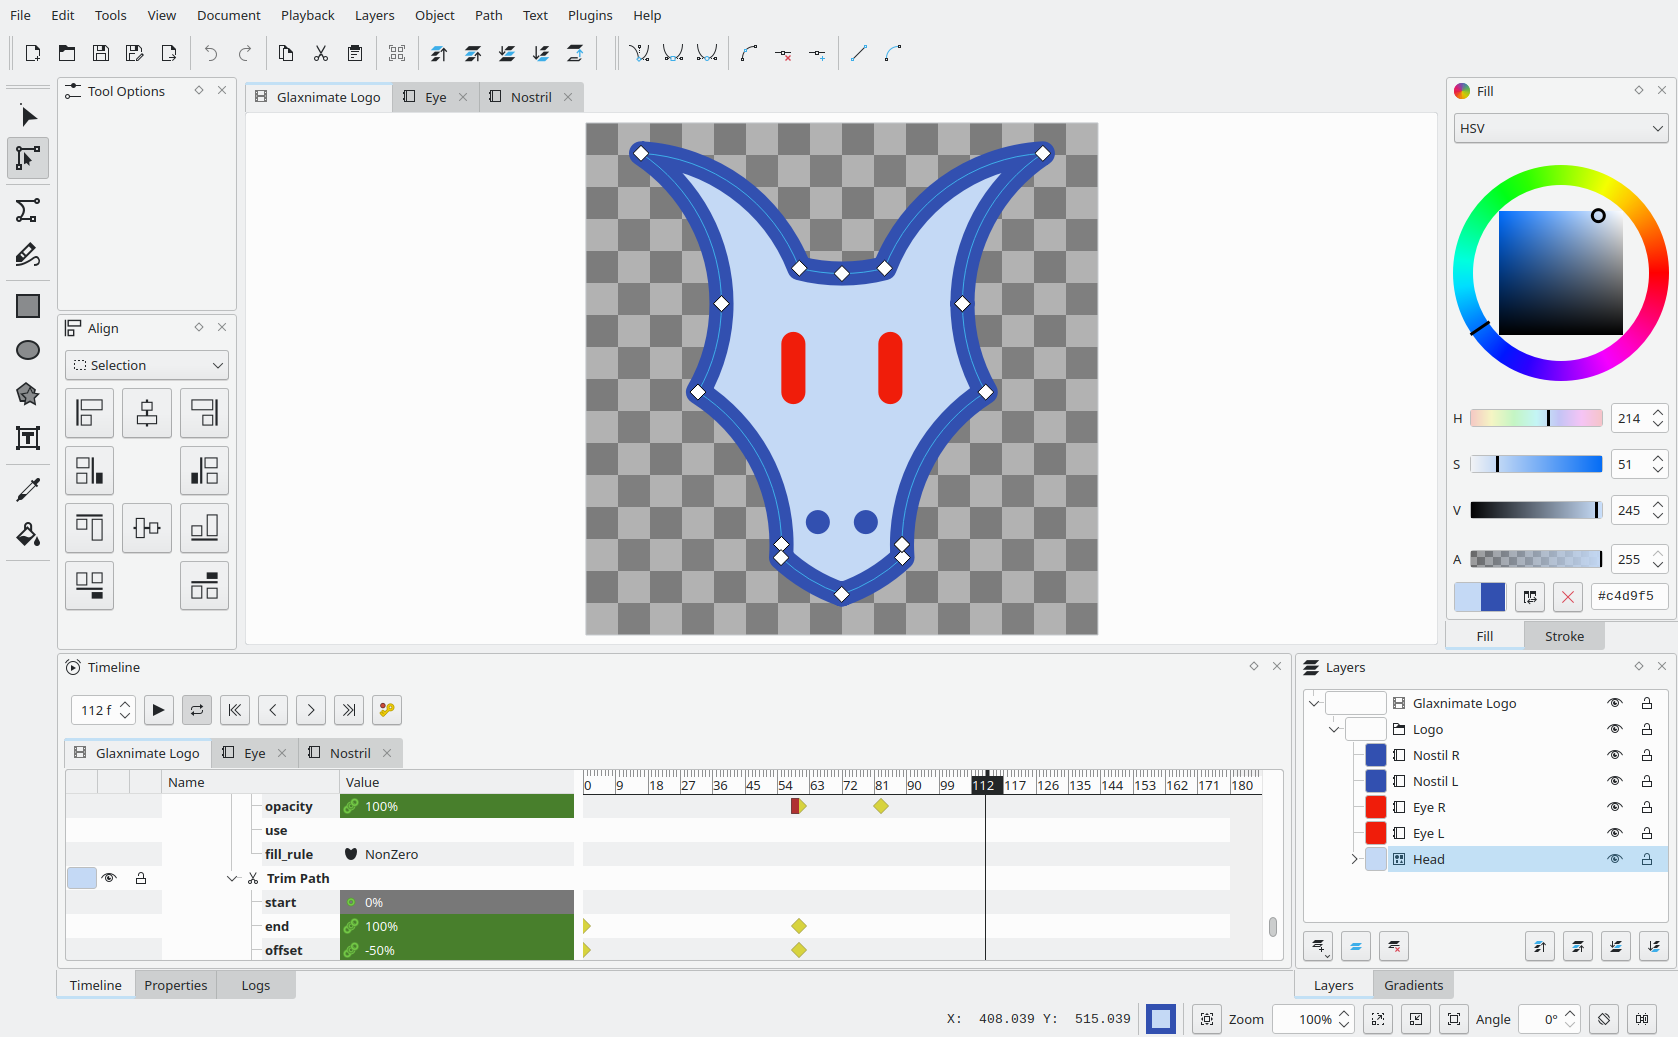 File Edit Tools View Document Playback Layers Object Path Text Plugins Help
Tool Options
Glaxnimate Logo Eye Nostril
Fill
HSV
Align
Selection
H 214
S 51
V 245
A 255
#c4d9f5
Fill Stroke
Timeline
112 f
Glaxnimate Logo Eye Nostril
Name Value
0 9 18 27 36 45 54 63 72 81 90 99 112 117 126 135 144 153 162 171 180
opacity 100%
use
fill_rule NonZero
Trim Path
start 0%
end 100%
offset -50%
Timeline Properties Logs
Layers
Glaxnimate Logo
Logo
Nostil R
Nostil L
Eye R
Eye L
Head
Layers Gradients
X: 408.039 Y: 515.039 Zoom 100% Angle 0°